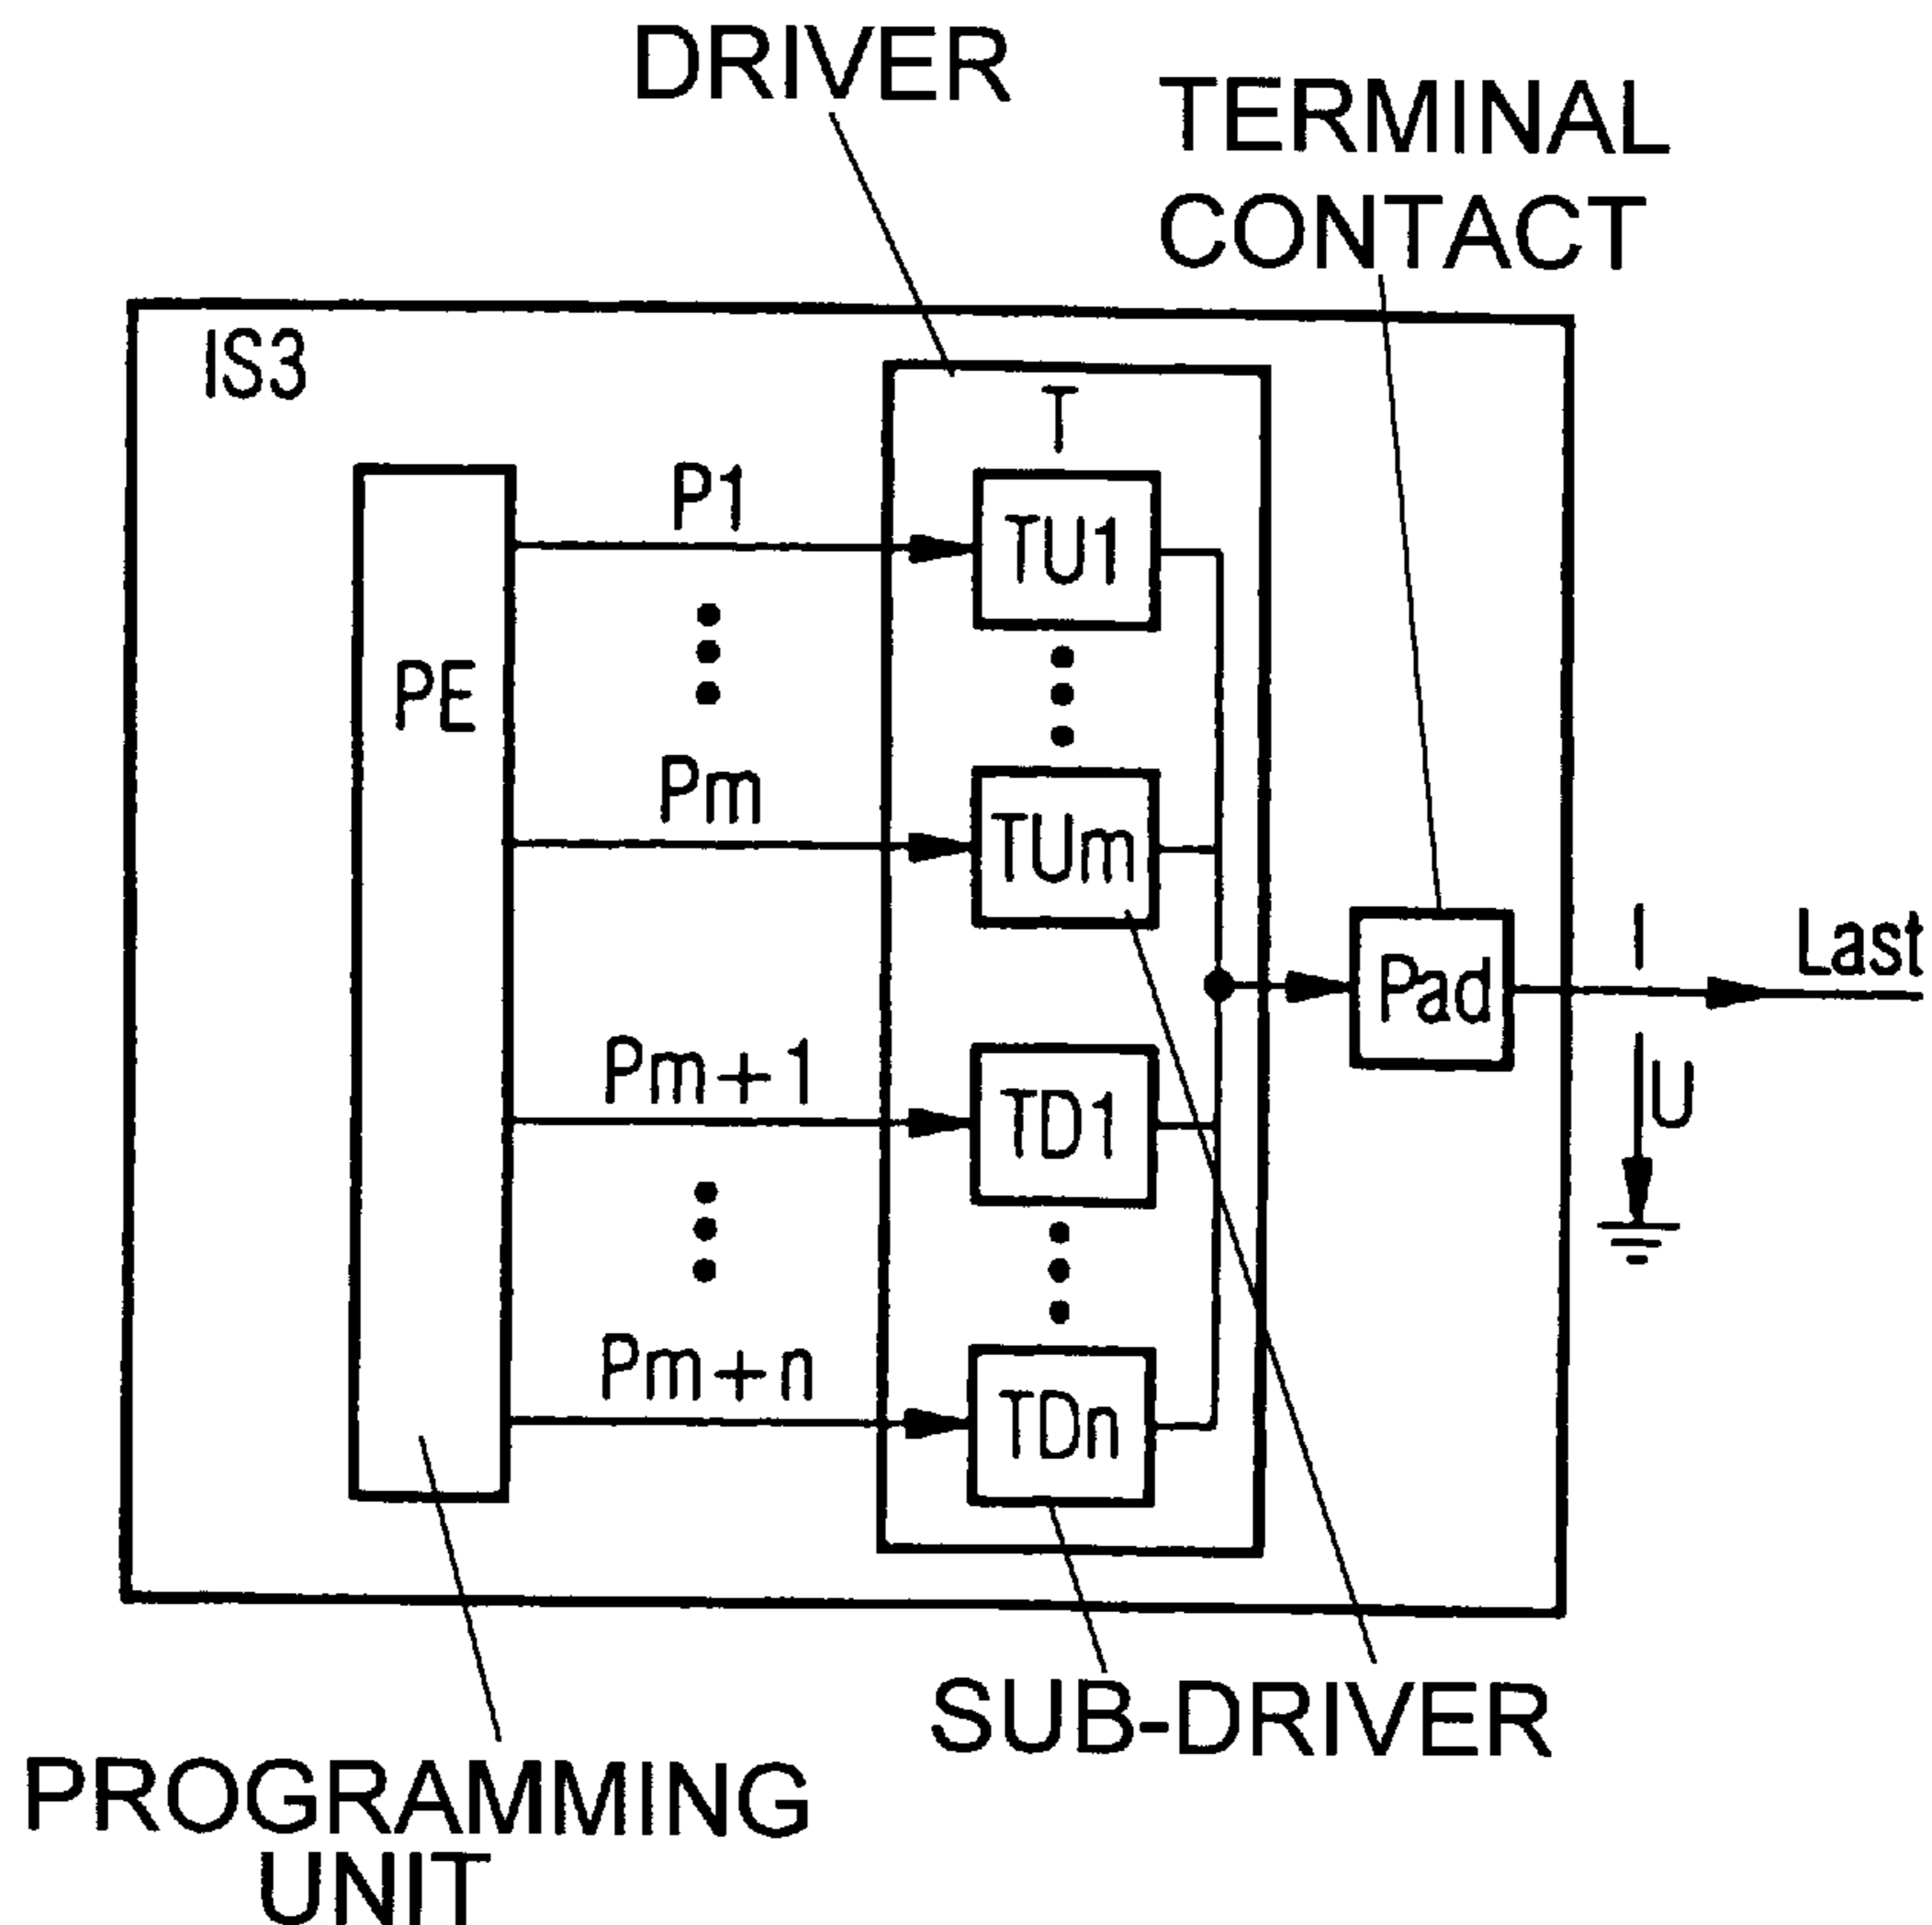 DRIVER
TERMINAL
CONTACT
IS3
T
P1
TU1
PE
Pm
TUm
I
Last
Pad
Pm+1
TD1
U
Pm+n
TDn
SUB-DRIVER
PROGRAMMING
UNIT